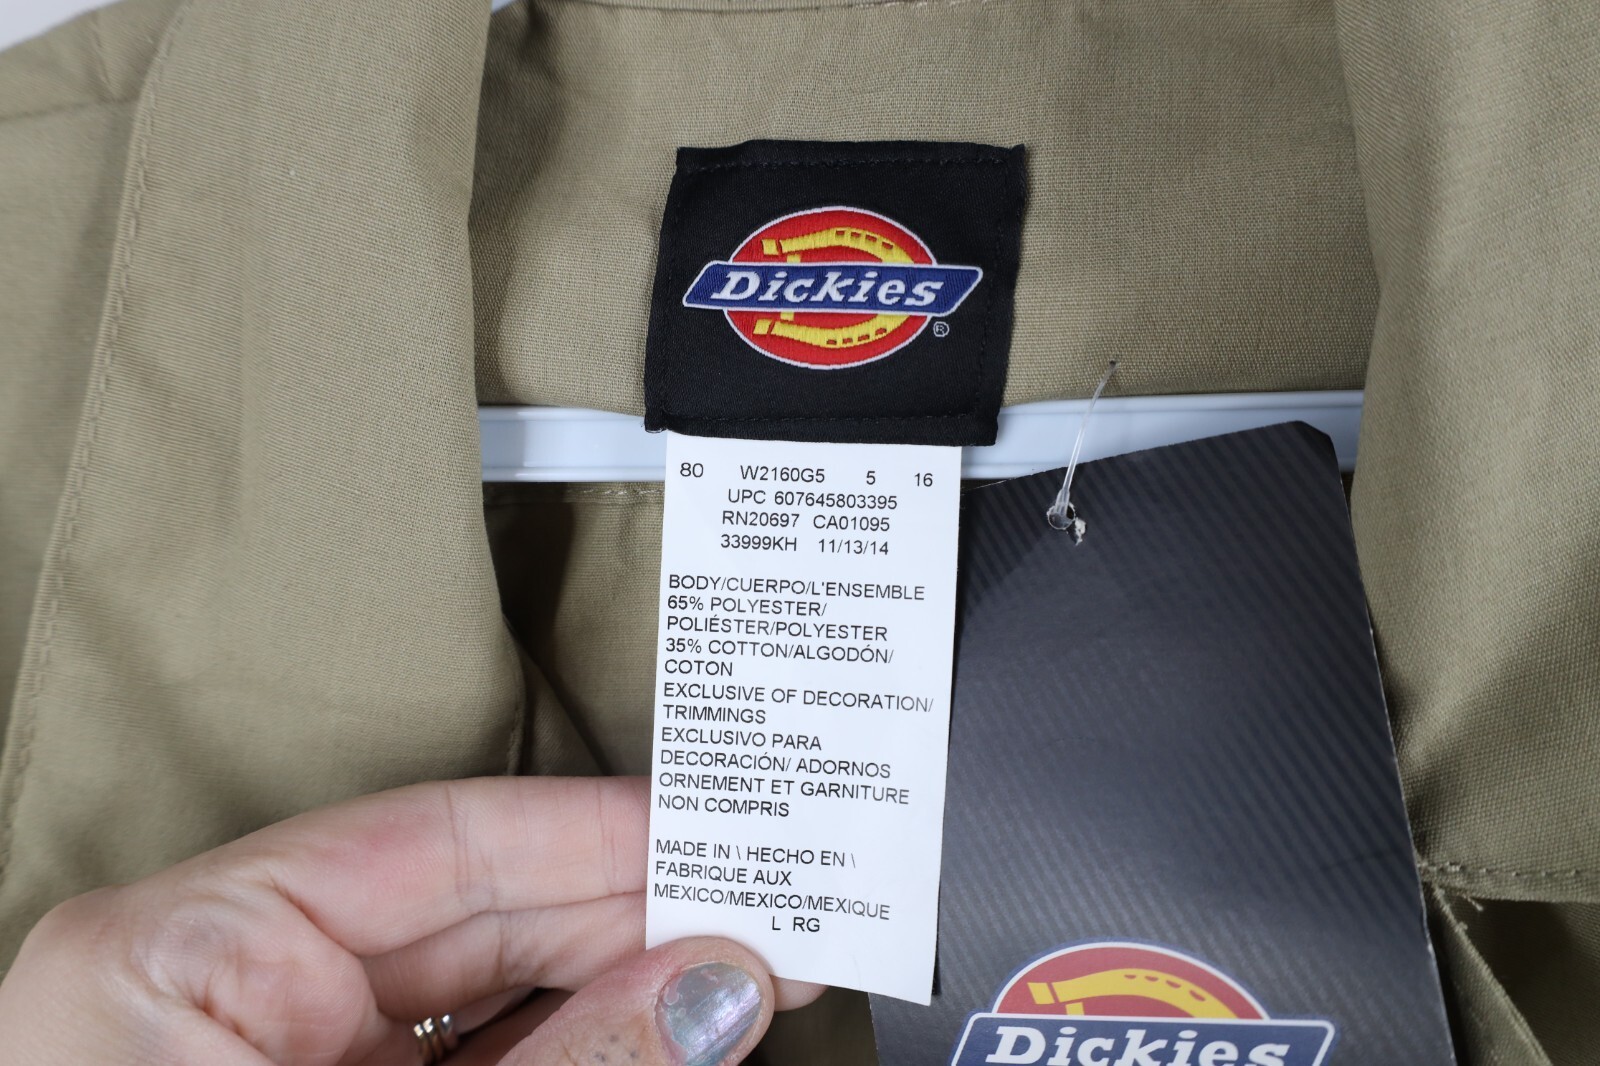 Dickies
®
80 W2160G5 5 16
UPC 607645803395
RN20697 CA01095
33999KH 11/13/14
BODY/CUERPO/L'ENSEMBLE
65% POLYESTER/
POLIÉSTER/POLYESTER
35% COTTON/ALGODÓN/
COTON
EXCLUSIVE OF DECORATION/
TRIMMINGS
EXCLUSIVO PARA
DECORACIÓN/ ADORNOS
ORNEMENT ET GARNITURE
NON COMPRIS
MADE IN \ HECHO EN \
FABRIQUE AUX
MEXICO/MEXICO/MEXIQUE
L RG
Dickies